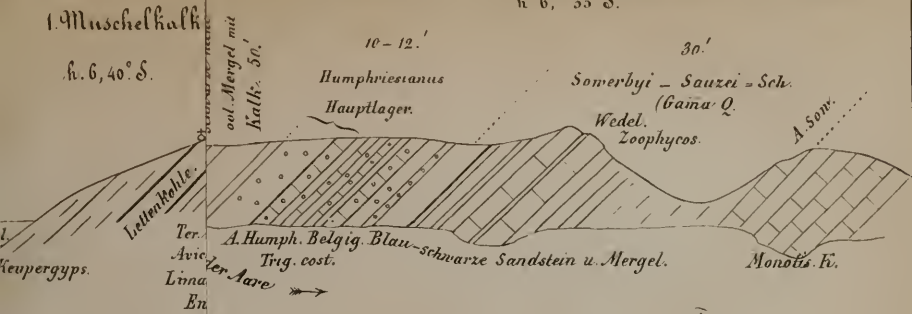 h 6, 55 S.
1. Muschelkalk
h. 6, 40° S.
ool. Mergel mit
Kalk. 50.'
10-12.'
Humphriesianus
Hauptlager.
30.'
Somerbyi - Sauzei = Sch.
(Gama Q.
Wedel.
Zoophycos.
A. Sow.
Lettenkohle.
l.
Keupergyps.
Ter.
Avic
Lima
En
der Aare
A. Humph. Belgig. Blau-schwarze Sandstein u. Mergel.
Trig. cost.
Monotis. K.